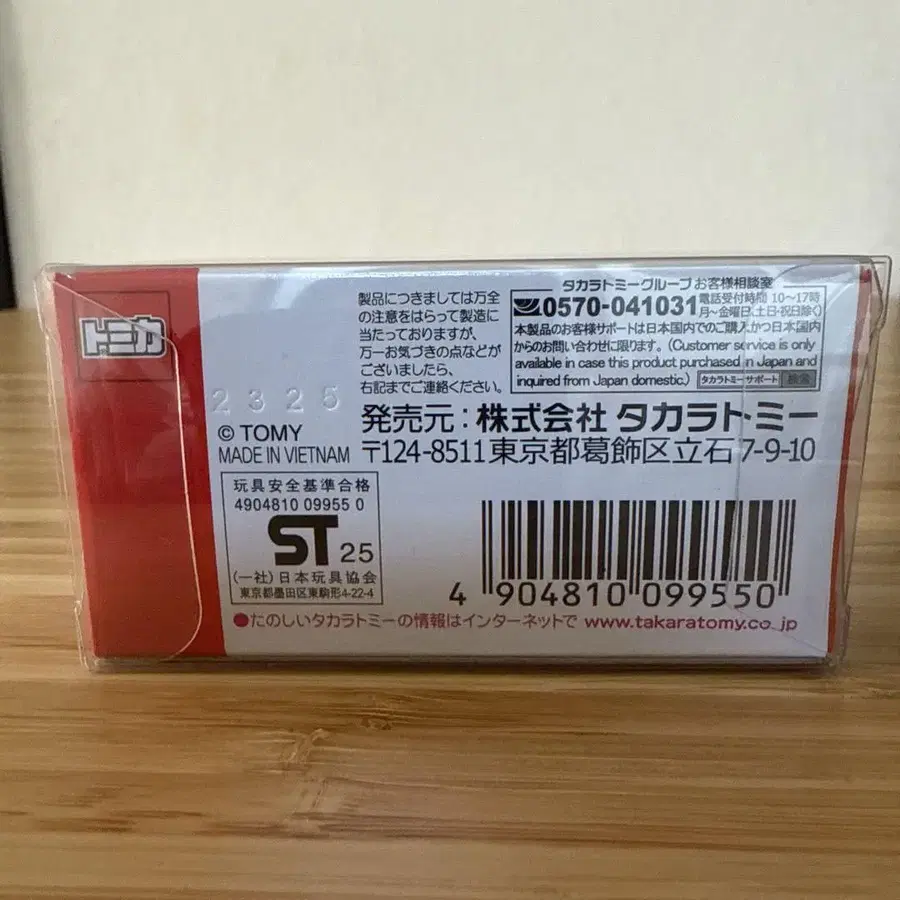 トミカ
製品につきましては万全
の注意をはらって製造に
当たっておりますが、
万一お気づきの点などが
ございましたら、
右記までご連絡ください。
タカラトミーグループ お客様相談室
0570-041031 電話受付時間 10〜17時
月〜金曜日(土・日・祝日除く)
本製品のお客様サポートは日本国内でのご購入かつ日本国内
からのお問い合わせに限ります。(Customer service is only
available in case this product purchased in Japan and
inquired from Japan domestic.) タカラトミー サポート 検索
2325
© TOMY
MADE IN VIETNAM
発売元：株式会社 タカラトミー
〒124-8511 東京都葛飾区立石 7-9-10
玩具安全基準合格
4904810 09955 0
ST 25
(一社)日本玩具協会
東京都墨田区東駒形4-22-4
4 904810 099550
●たのしいタカラトミーの情報はインターネットで www.takaratomy.co.jp